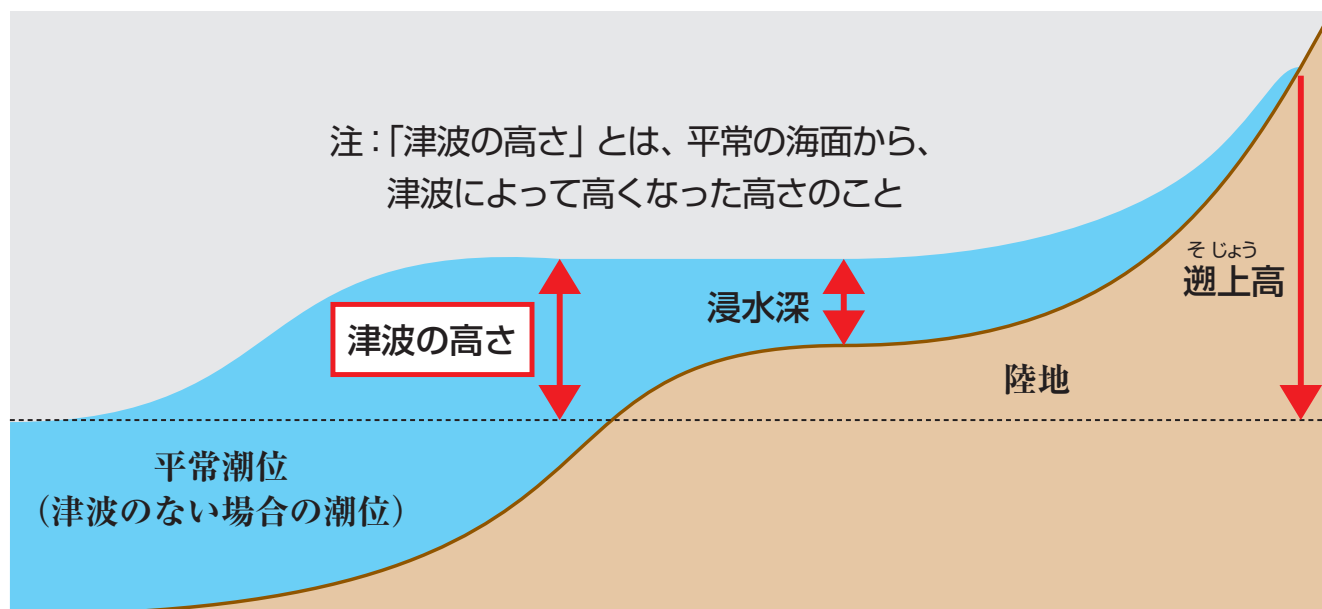 注：「津波の高さ」とは、平常の海面から、
津波によって高くなった高さのこと
そじょう
遡上高
浸水深
津波の高さ
陸地
平常潮位
（津波のない場合の潮位）